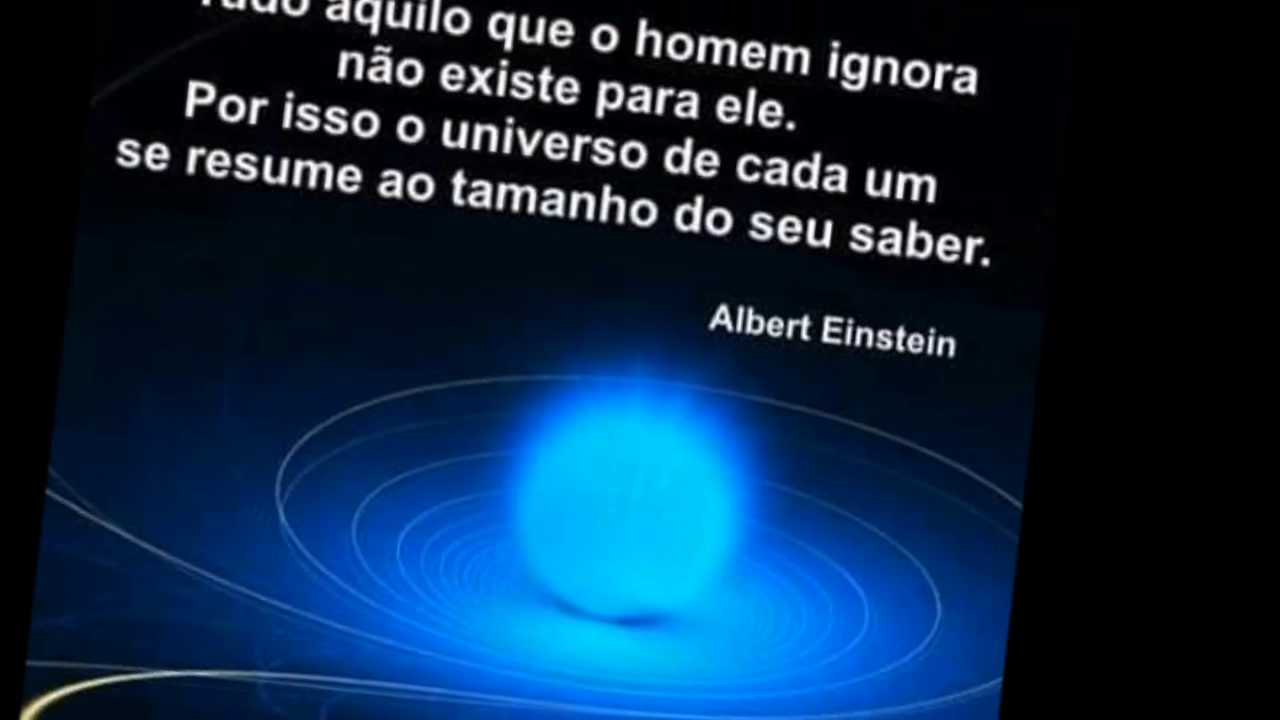 Tudo aquilo que o homem ignora
não existe para ele.
Por isso o universo de cada um
se resume ao tamanho do seu saber.
Albert Einstein